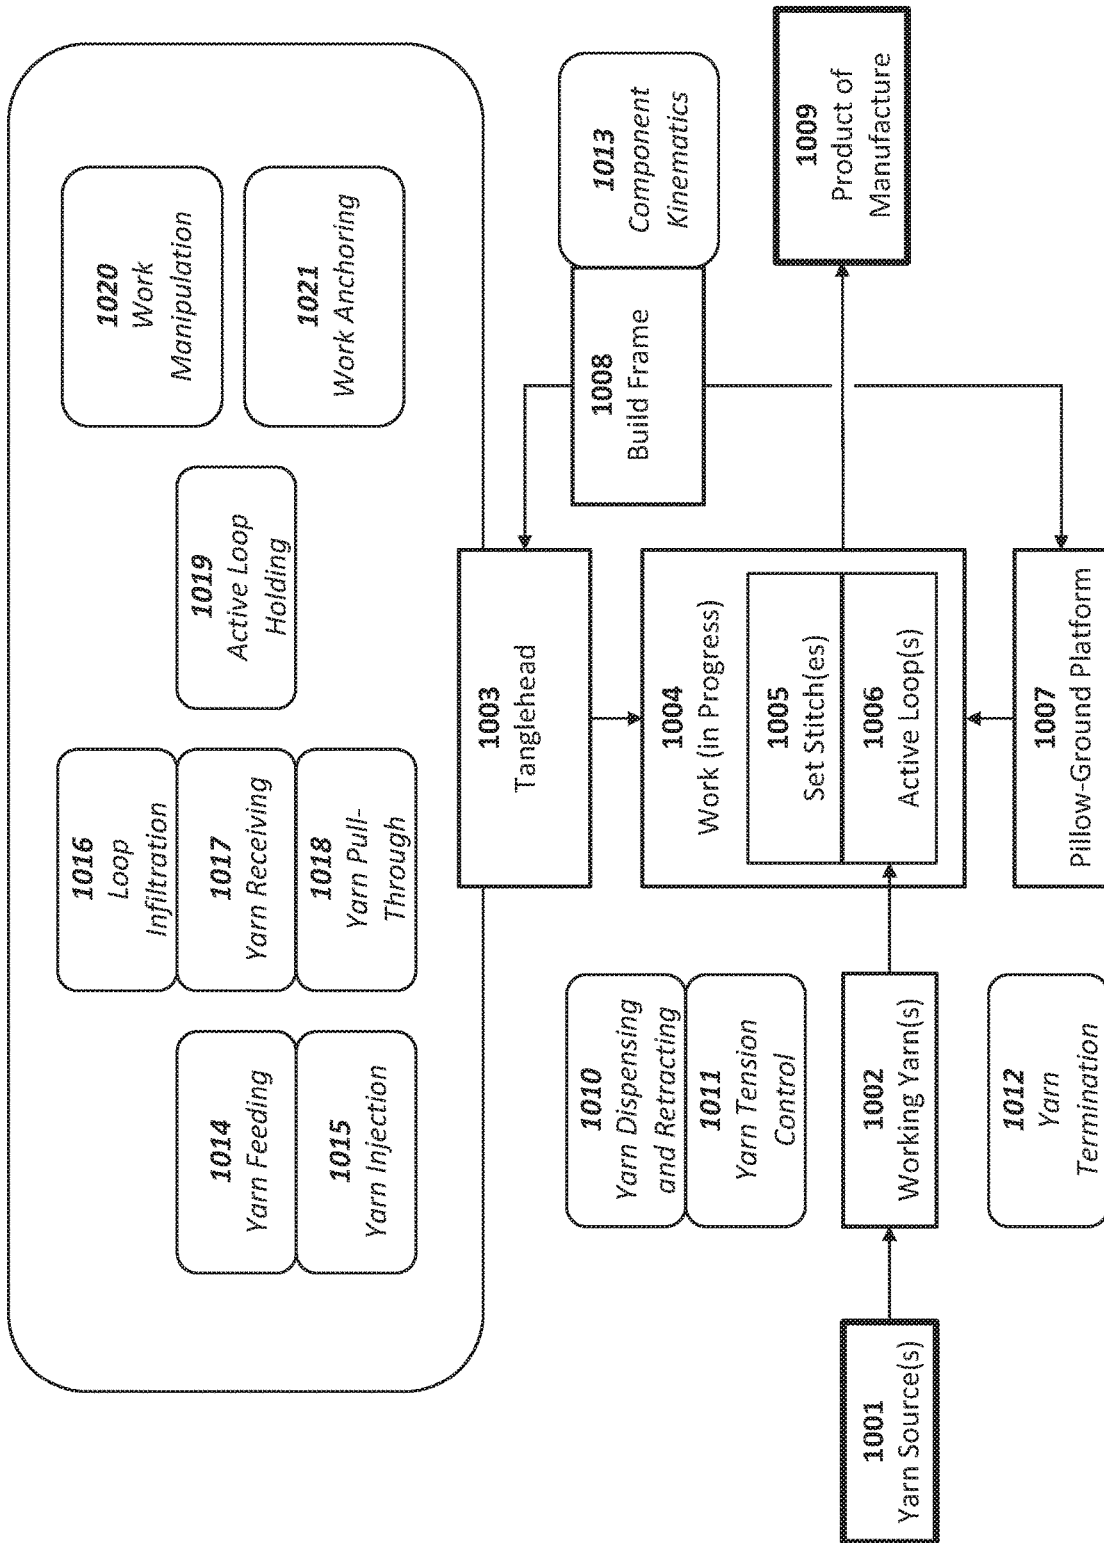 1014
Yarn Feeding
1015
Yarn Injection
1016
Loop
Infiltration
1017
Yarn Receiving
1018
Yarn Pull-
Through
1019
Active Loop
Holding
1020
Work
Manipulation
1021
Work Anchoring
1003
Tanglehead
1010
Yarn Dispensing
and Retracting
1011
Yarn Tension
Control
1008
Build Frame
1013
Component
Kinematics
1004
Work (in Progress)
1005
Set Stitch(es)
1006
Active Loop(s)
1001
Yarn Source(s)
1002
Working Yarn(s)
1009
Product of
Manufacture
1012
Yarn
Termination
1007
Pillow-Ground Platform